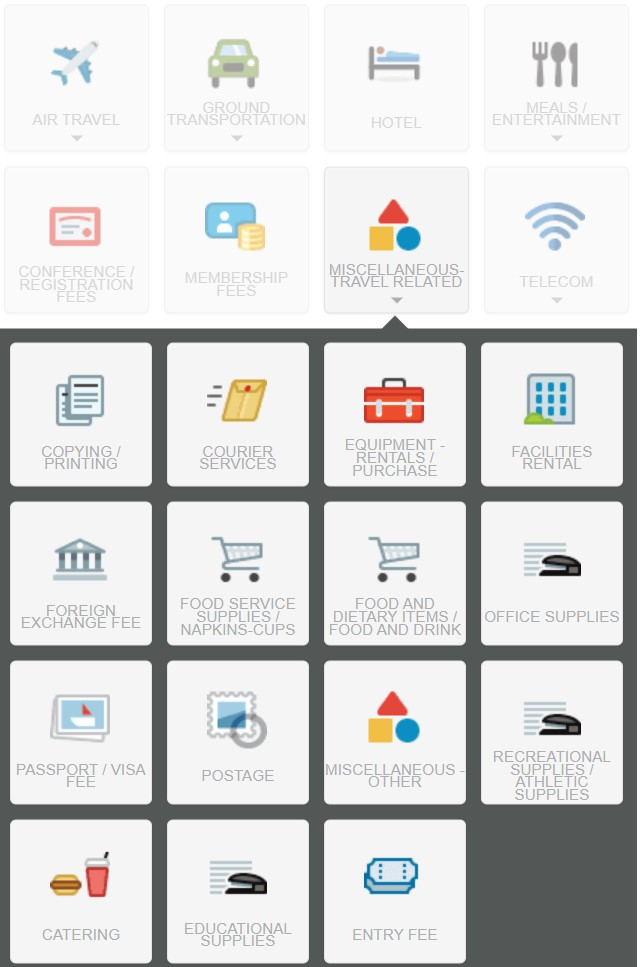 AIR TRAVEL
GROUND
TRANSPORTATION
HOTEL
MEALS /
ENTERTAINMENT
CONFERENCE /
REGISTRATION
FEES
MEMBERSHIP
FEES
MISCELLANEOUS-
TRAVEL RELATED
TELECOM
COPYING /
PRINTING
COURIER
SERVICES
EQUIPMENT -
RENTALS /
PURCHASE
FACILITIES
RENTAL
FOREIGN
EXCHANGE FEE
FOOD SERVICE
SUPPLIES /
NAPKINS-CUPS
FOOD AND
DIETARY ITEMS /
FOOD AND DRINK
OFFICE SUPPLIES
PASSPORT / VISA
FEE
POSTAGE
MISCELLANEOUS -
OTHER
RECREATIONAL
SUPPLIES /
ATHLETIC
SUPPLIES
CATERING
EDUCATIONAL
SUPPLIES
ENTRY FEE